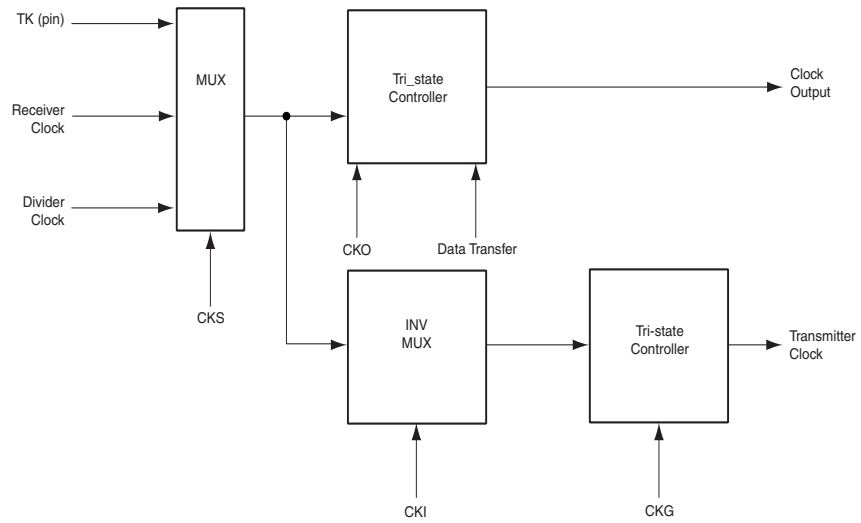 TK (pin)
MUX
Tri_state
Controller
Clock
Output
Receiver
Clock
Divider
Clock
CKO
Data Transfer
CKS
INV
MUX
Tri-state
Controller
Transmitter
Clock
CKI
CKG